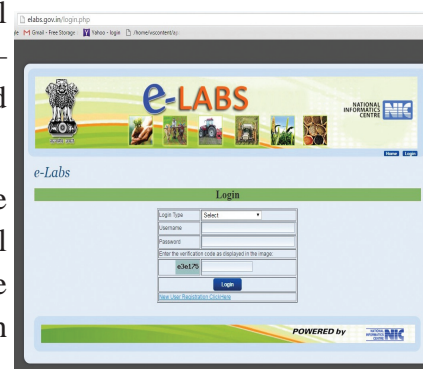 elabs.gov.in/login.php
Gmail - Free Storage Yahoo - login /home/wscontent/a
e-LABS
NATIONAL
INFORMATICS
CENTRE
NIC
Home Login
e-Labs
Login
Login Type Select
Username
Password
Enter the verification code as displayed in the image:
e3e175
Login
New User Registration ClickHere
POWERED by NATIONAL INFORMATICS CENTRE NIC